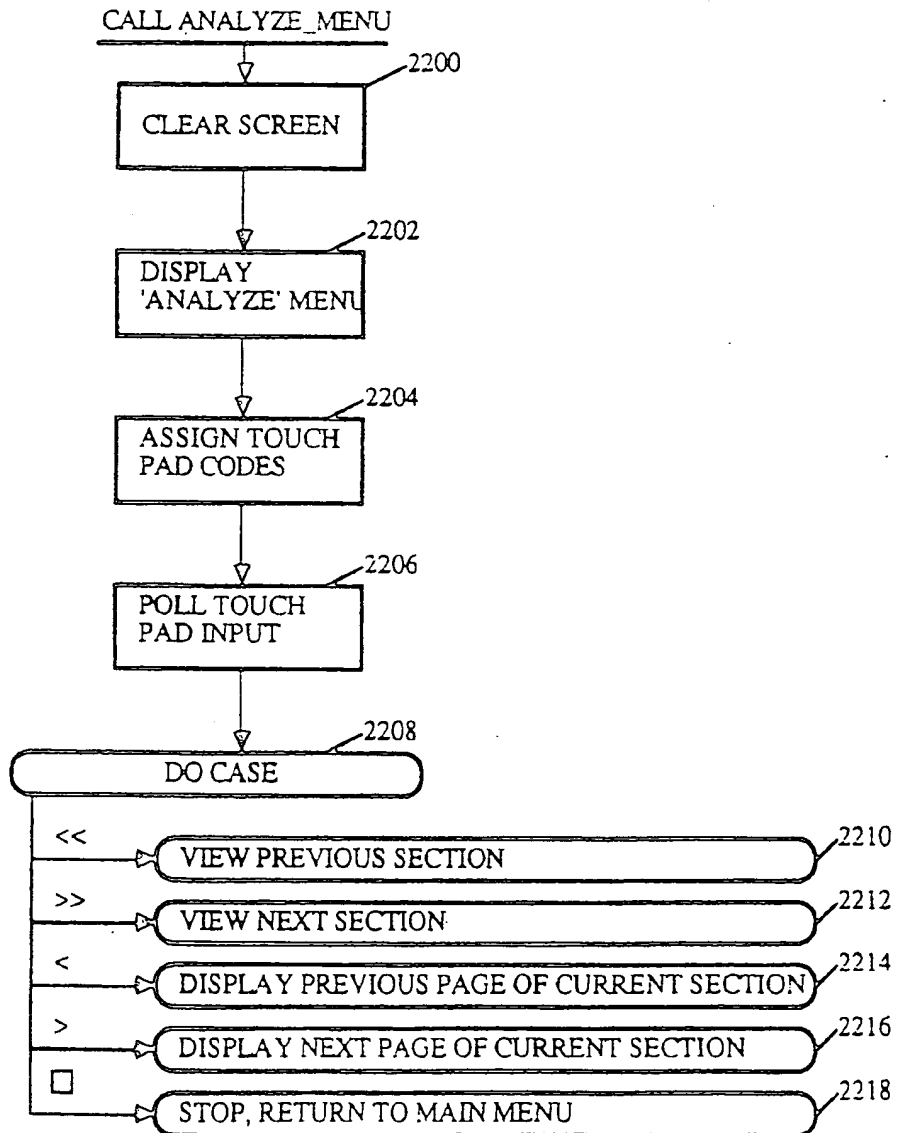 CALL ANALYZE_MENU
2200
CLEAR SCREEN
2202
DISPLAY
'ANALYZE' MENU
2204
ASSIGN TOUCH
PAD CODES
2206
POLL TOUCH
PAD INPUT
2208
DO CASE
<<
VIEW PREVIOUS SECTION
2210
>>
VIEW NEXT SECTION
2212
<
DISPLAY PREVIOUS PAGE OF CURRENT SECTION
2214
>
DISPLAY NEXT PAGE OF CURRENT SECTION
2216
□
STOP, RETURN TO MAIN MENU
2218